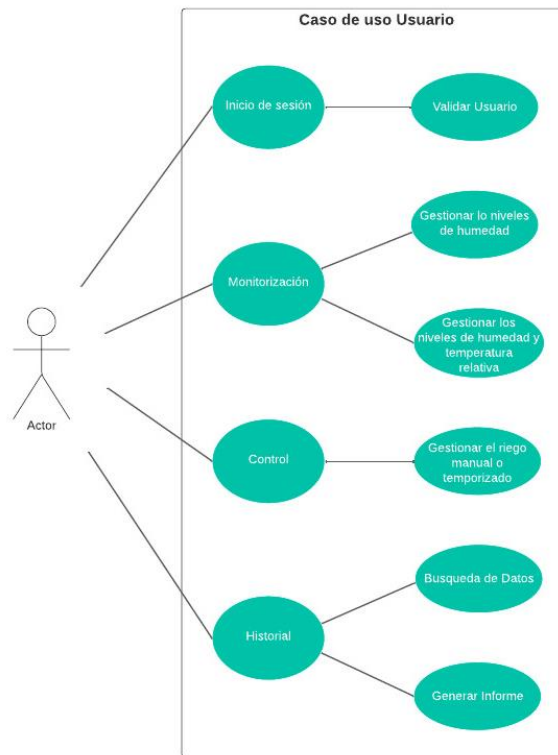 Caso de uso Usuario
Inicio de sesión
Validar Usuario
Gestionar lo niveles
de humedad
Monitorización
Gestionar los
niveles de humedad y
temperatura
relativa
Actor
Control
Gestionar el riego
manual o
temporizado
Busqueda de Datos
Historial
Generar Informe